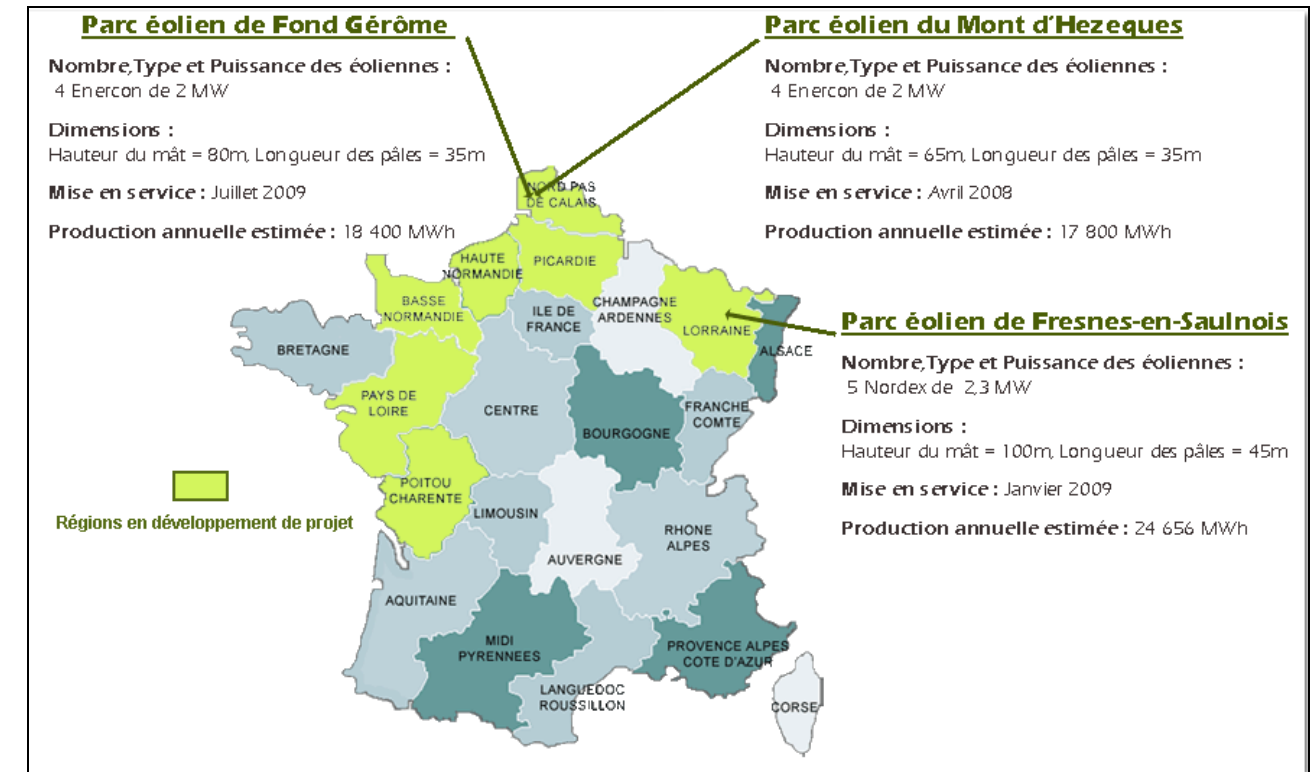 Parc éolien de Fond Gérôme
Nombre,Type et Puissance des éoliennes :
4 Enercon de 2 MW
Dimensions :
Hauteur du mât = 80m, Longueur des pâles = 35m
Mise en service : Juillet 2009
Production annuelle estimée : 18 400 MWh
Parc éolien du Mont d'Hezeques
Nombre,Type et Puissance des éoliennes :
4 Enercon de 2 MW
Dimensions :
Hauteur du mât = 65m, Longueur des pâles = 35m
Mise en service : Avril 2008
Production annuelle estimée : 17 800 MWh
Parc éolien de Fresnes-en-Saulnois
Nombre,Type et Puissance des éoliennes :
5 Nordex de 2,3 MW
Dimensions :
Hauteur du mât = 100m, Longueur des pâles = 45m
Mise en service : Janvier 2009
Production annuelle estimée : 24 656 MWh
NORD PAS
DE CALAIS
HAUTE
NORMANDIE
PICARDIE
BASSE
NORMANDIE
ILE DE
FRANCE
CHAMPAGNE
ARDENNES
LORRAINE
ALSACE
BRETAGNE
PAYS DE
LOIRE
CENTRE
BOURGOGNE
FRANCHE
COMTE
POITOU
CHARENTE
LIMOUSIN
AUVERGNE
RHONE
ALPES
AQUITAINE
MIDI
PYRENNEES
LANGUEDOC
ROUSSILLON
PROVENCE ALPES
COTE D'AZUR
CORSE
Régions en développement de projet